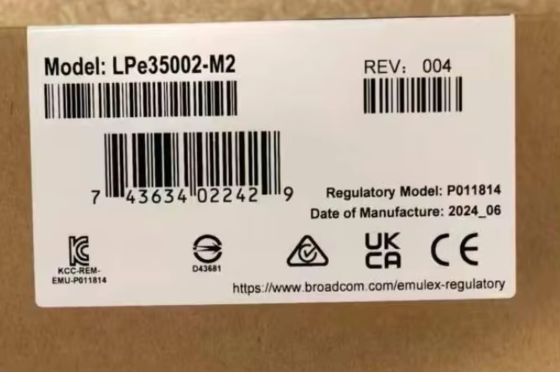 Model: LPe35002-M2
REV: 004
7 43634 02242 9
Regulatory Model: P011814
Date of Manufacture: 2024_06
KCC-REM-
EMU-P011814
D43681
UK
CA
CE
https://www.broadcom.com/emulex-regulatory